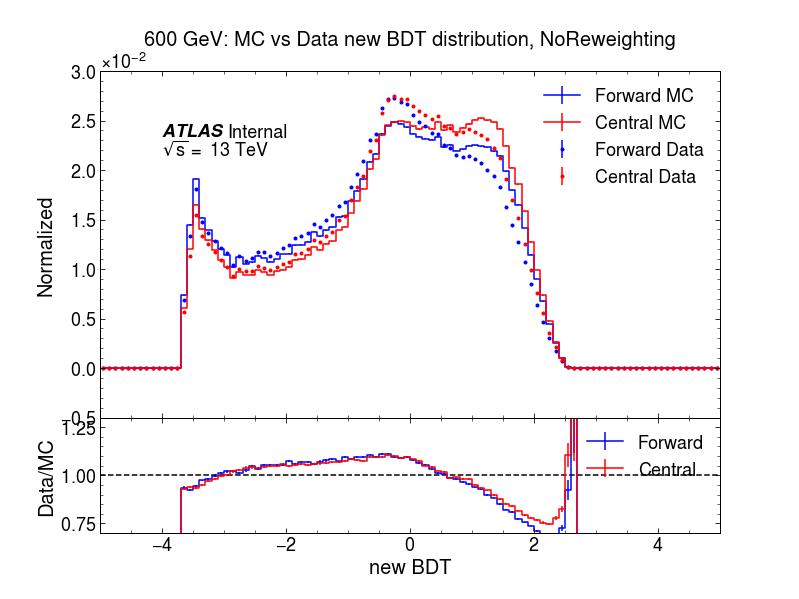 600 GeV: MC vs Data new BDT distribution, NoReweighting
×10⁻²
3.0
2.5
2.0
1.5
1.0
0.5
0.0
0.5
Normalized
ATLAS Internal
√s = 13 TeV
Forward MC
Central MC
Forward Data
Central Data
1.25
1.00
0.75
Data/MC
Forward
Central
−4
−2
0
2
4
new BDT